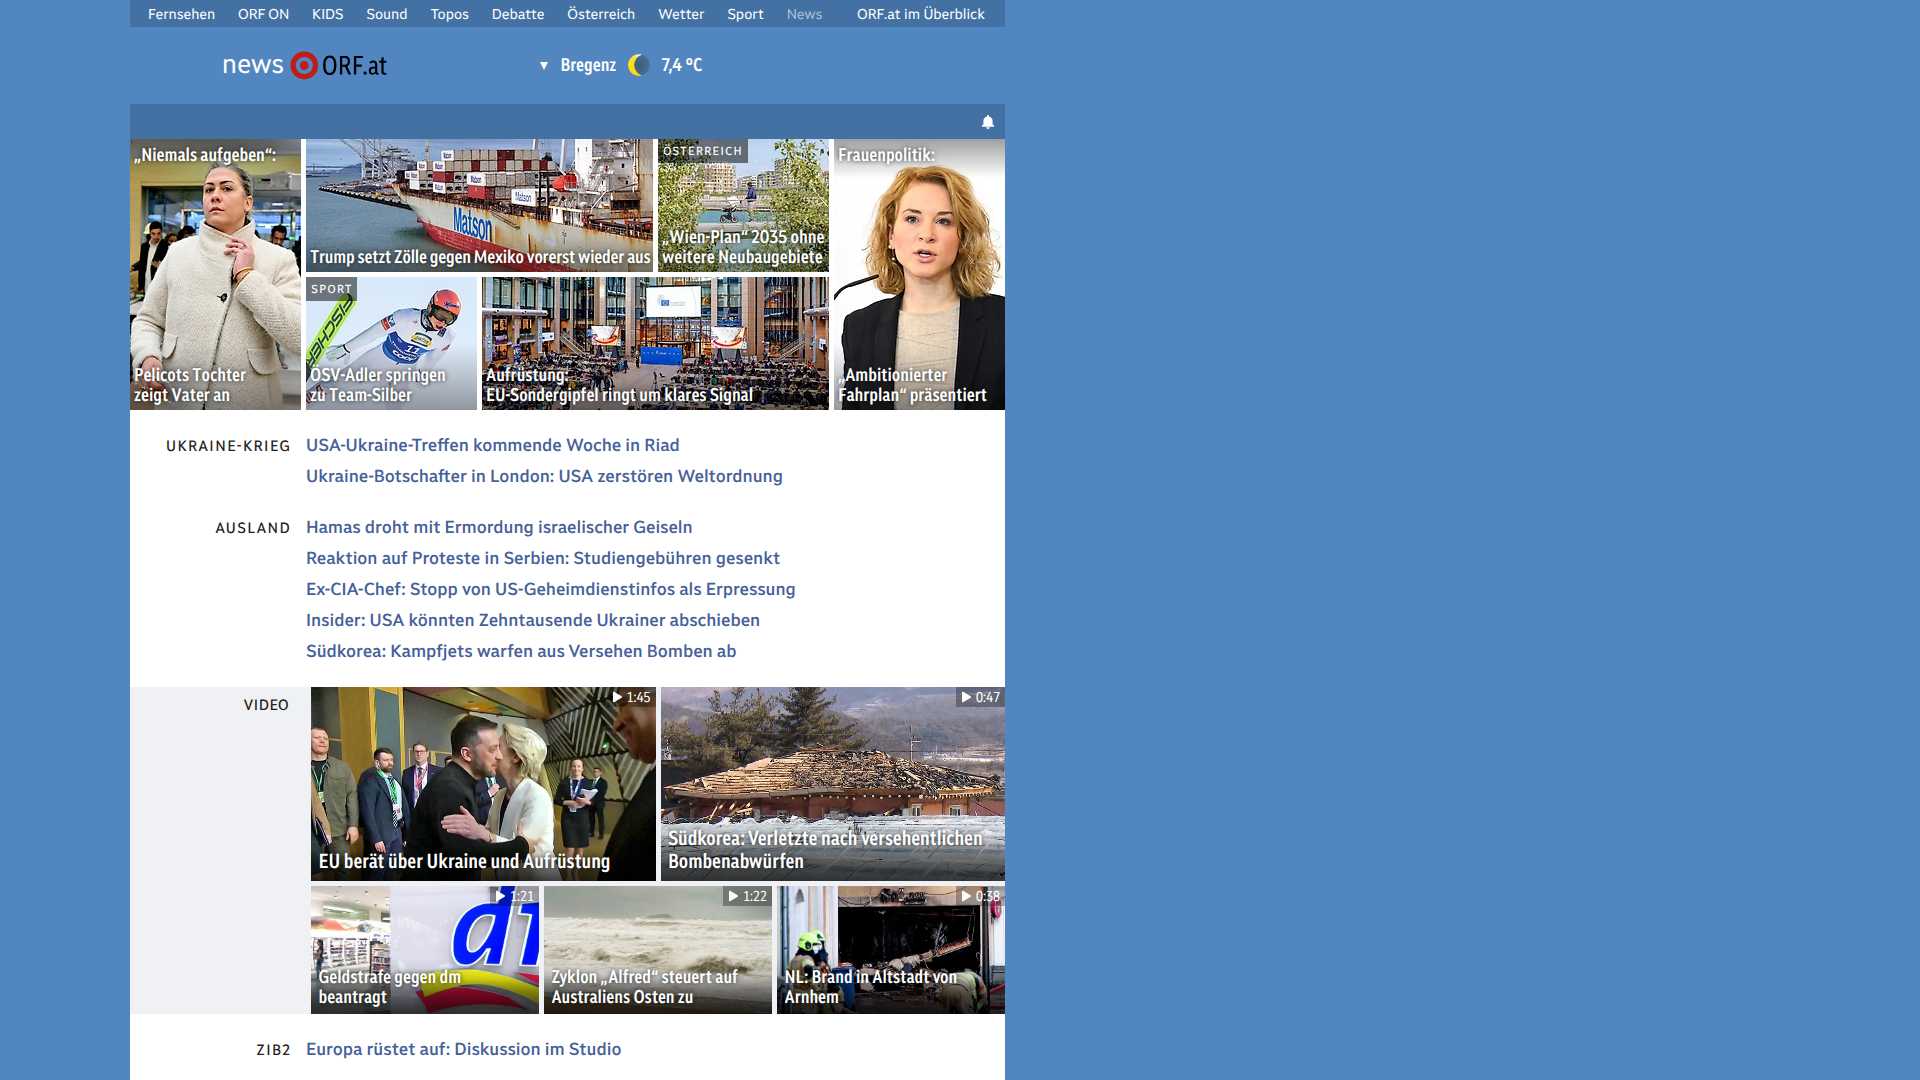 Fernsehen ORF ON KIDS Sound Topos Debatte Österreich Wetter Sport News ORF.at im Überblick
news ORF.at
Bregenz 7,4 °C
„Niemals aufgeben“:
Pelicots Tochter
zeigt Vater an
Matson
Trump setzt Zölle gegen Mexiko vorerst wieder aus
ÖSTERREICH
„Wien-Plan“ 2035 ohne
weitere Neubaugebiete
Frauenpolitik:
„Ambitionierter
Fahrplan“ präsentiert
SPORT
ÖSV-Adler springen
zu Team-Silber
Aufrüstung:
EU-Sondergipfel ringt um klares Signal
UKRAINE-KRIEG
USA-Ukraine-Treffen kommende Woche in Riad
Ukraine-Botschafter in London: USA zerstören Weltordnung
AUSLAND
Hamas droht mit Ermordung israelischer Geiseln
Reaktion auf Proteste in Serbien: Studiengebühren gesenkt
Ex-CIA-Chef: Stopp von US-Geheimdienstinfos als Erpressung
Insider: USA könnten Zehntausende Ukrainer abschieben
Südkorea: Kampfjets warfen aus Versehen Bomben ab
VIDEO
1:45
EU berät über Ukraine und Aufrüstung
0:47
Südkorea: Verletzte nach versehentlichen
Bombenabwürfen
1:21
Geldstrafe gegen dm
beantragt
1:22
Zyklon „Alfred“ steuert auf
Australiens Osten zu
0:38
NL: Brand in Altstadt von
Arnhem
ZIB2
Europa rüstet auf: Diskussion im Studio